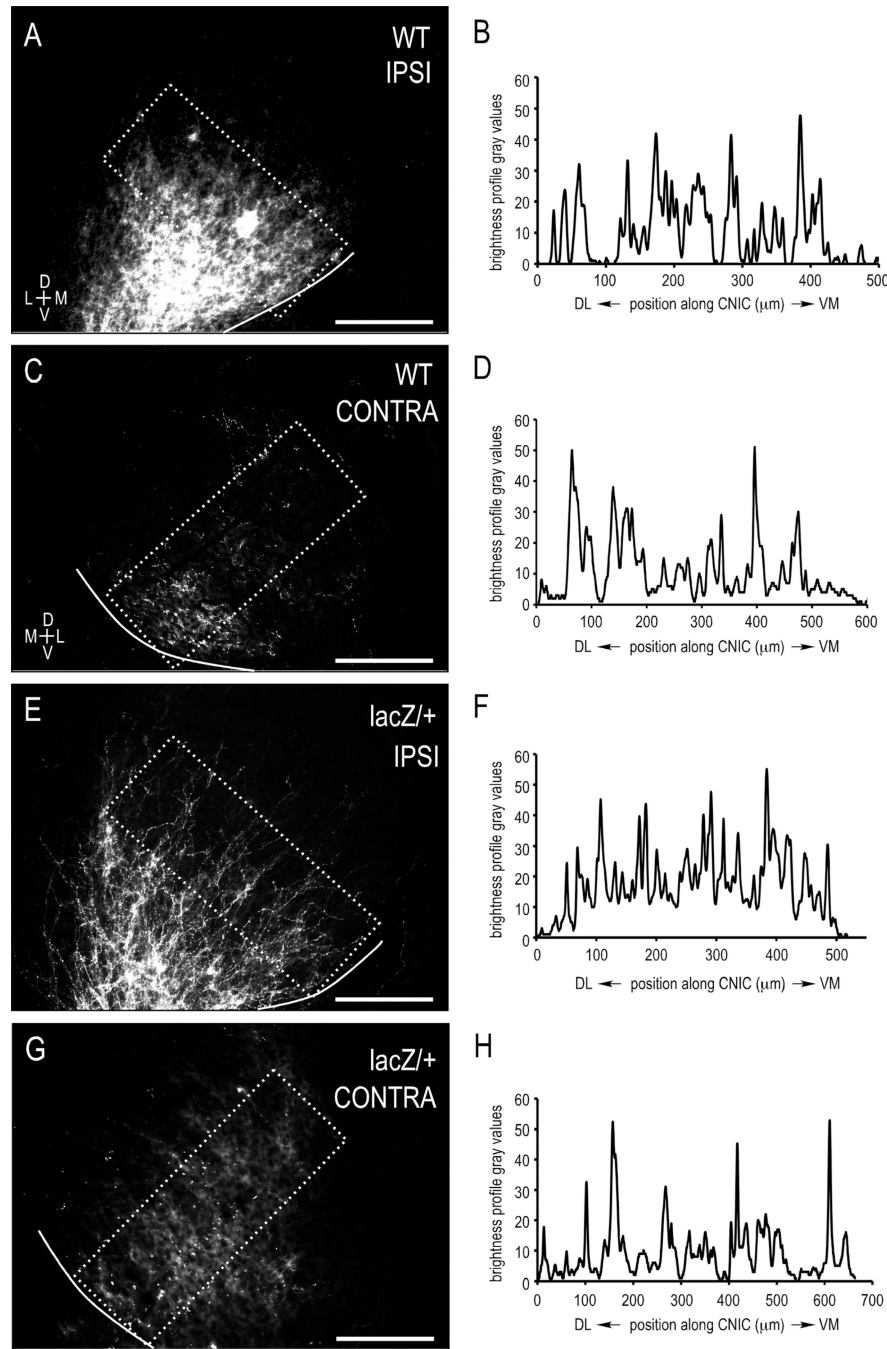 A
WT
IPSI
D
L M
V
B
brightness profile gray values
60
50
40
30
20
10
0
0 100 200 300 400 500
DL ← position along CNIC (μm) → VM
C
WT
CONTRA
D
M L
V
D
brightness profile gray values
60
50
40
30
20
10
0
0 100 200 300 400 500 600
DL ← position along CNIC (μm) → VM
E
lacZ/+
IPSI
F
brightness profile gray values
60
50
40
30
20
10
0
0 100 200 300 400 500
DL ← position along CNIC (μm) → VM
G
lacZ/+
CONTRA
H
brightness profile gray values
60
50
40
30
20
10
0
0 100 200 300 400 500 600 700
DL ← position along CNIC (μm) → VM